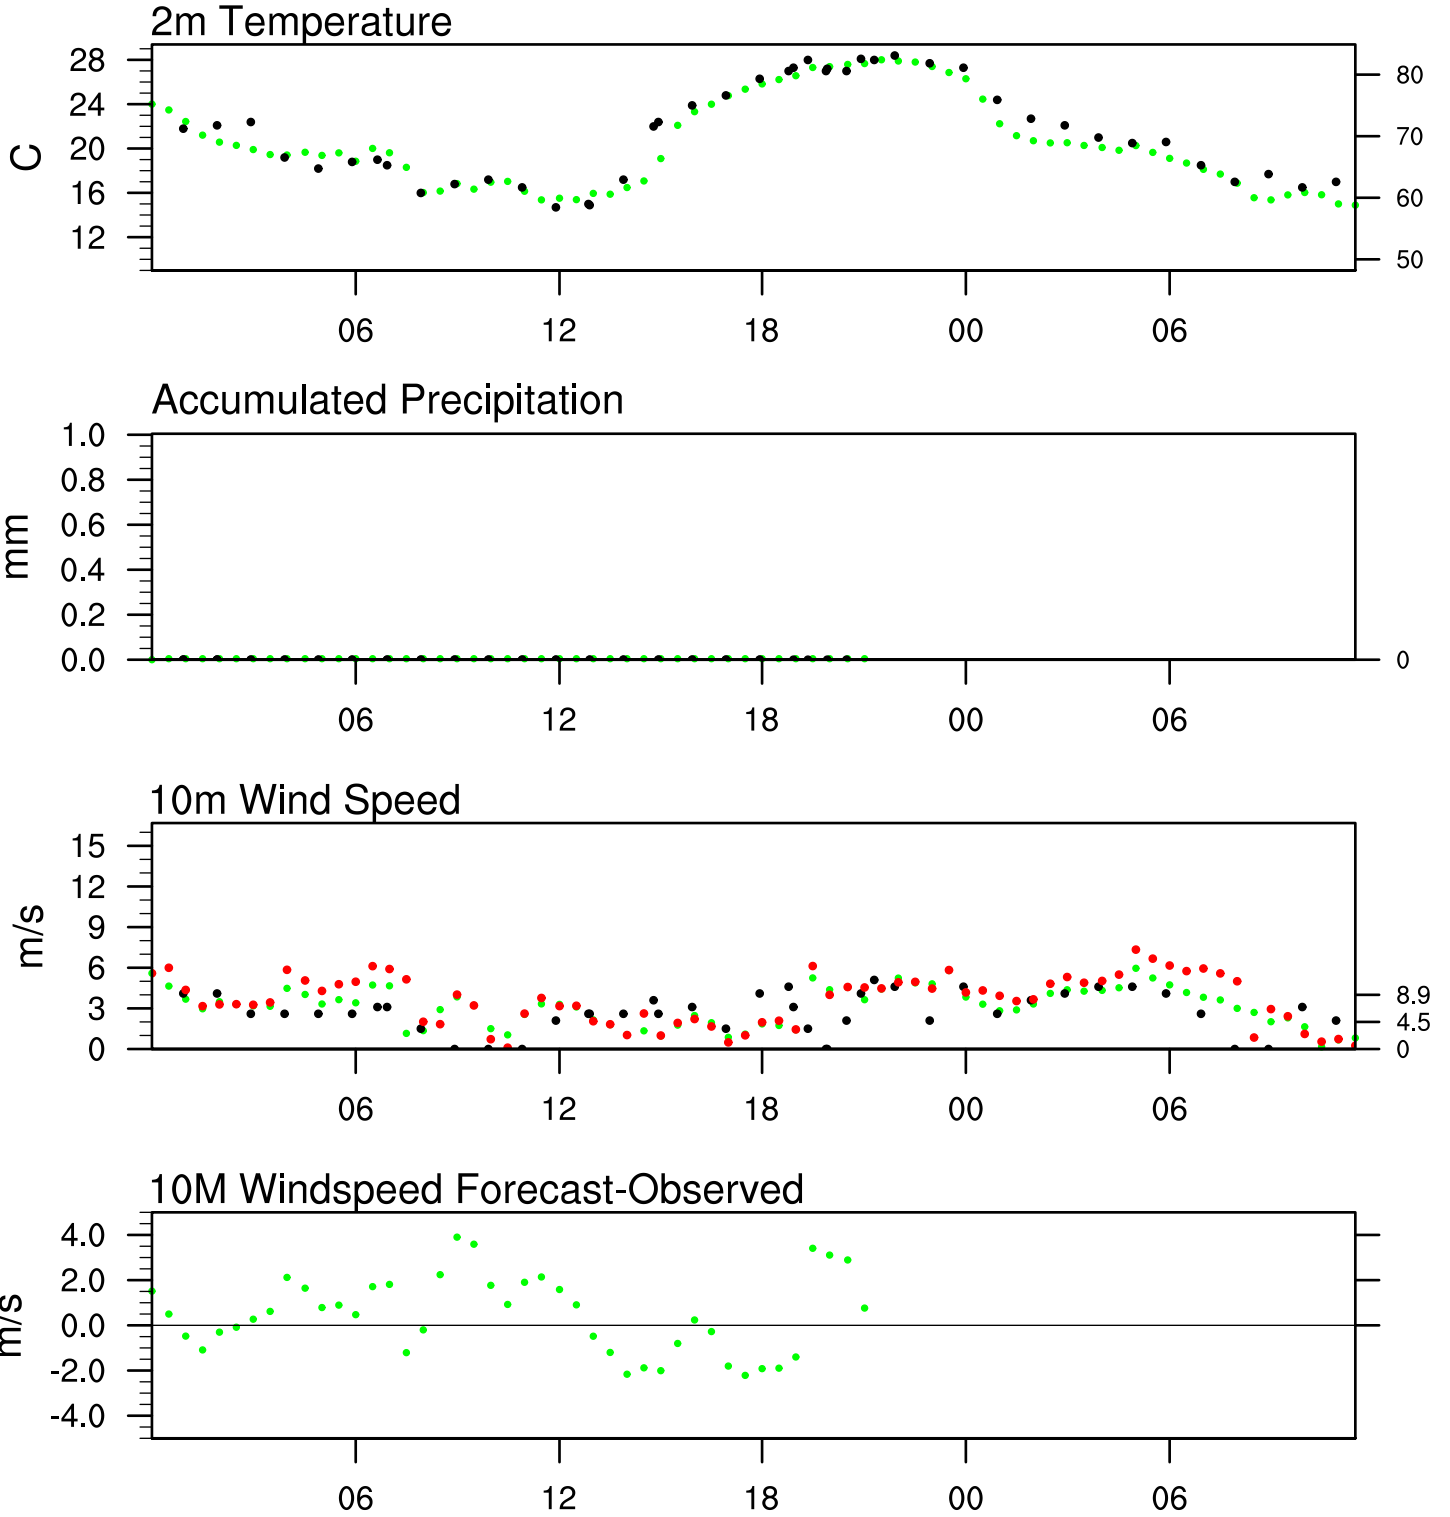 2m Temperature
28
24
20
16
12
C
80
70
60
50
06 12 18 00 06
Accumulated Precipitation
1.0
0.8
0.6
0.4
0.2
0.0
mm
0
06 12 18 00 06
10m Wind Speed
15
12
9
6
3
0
m/s
8.9
4.5
0
06 12 18 00 06
10M Windspeed Forecast-Observed
4.0
2.0
0.0
-2.0
-4.0
m/s
06 12 18 00 06